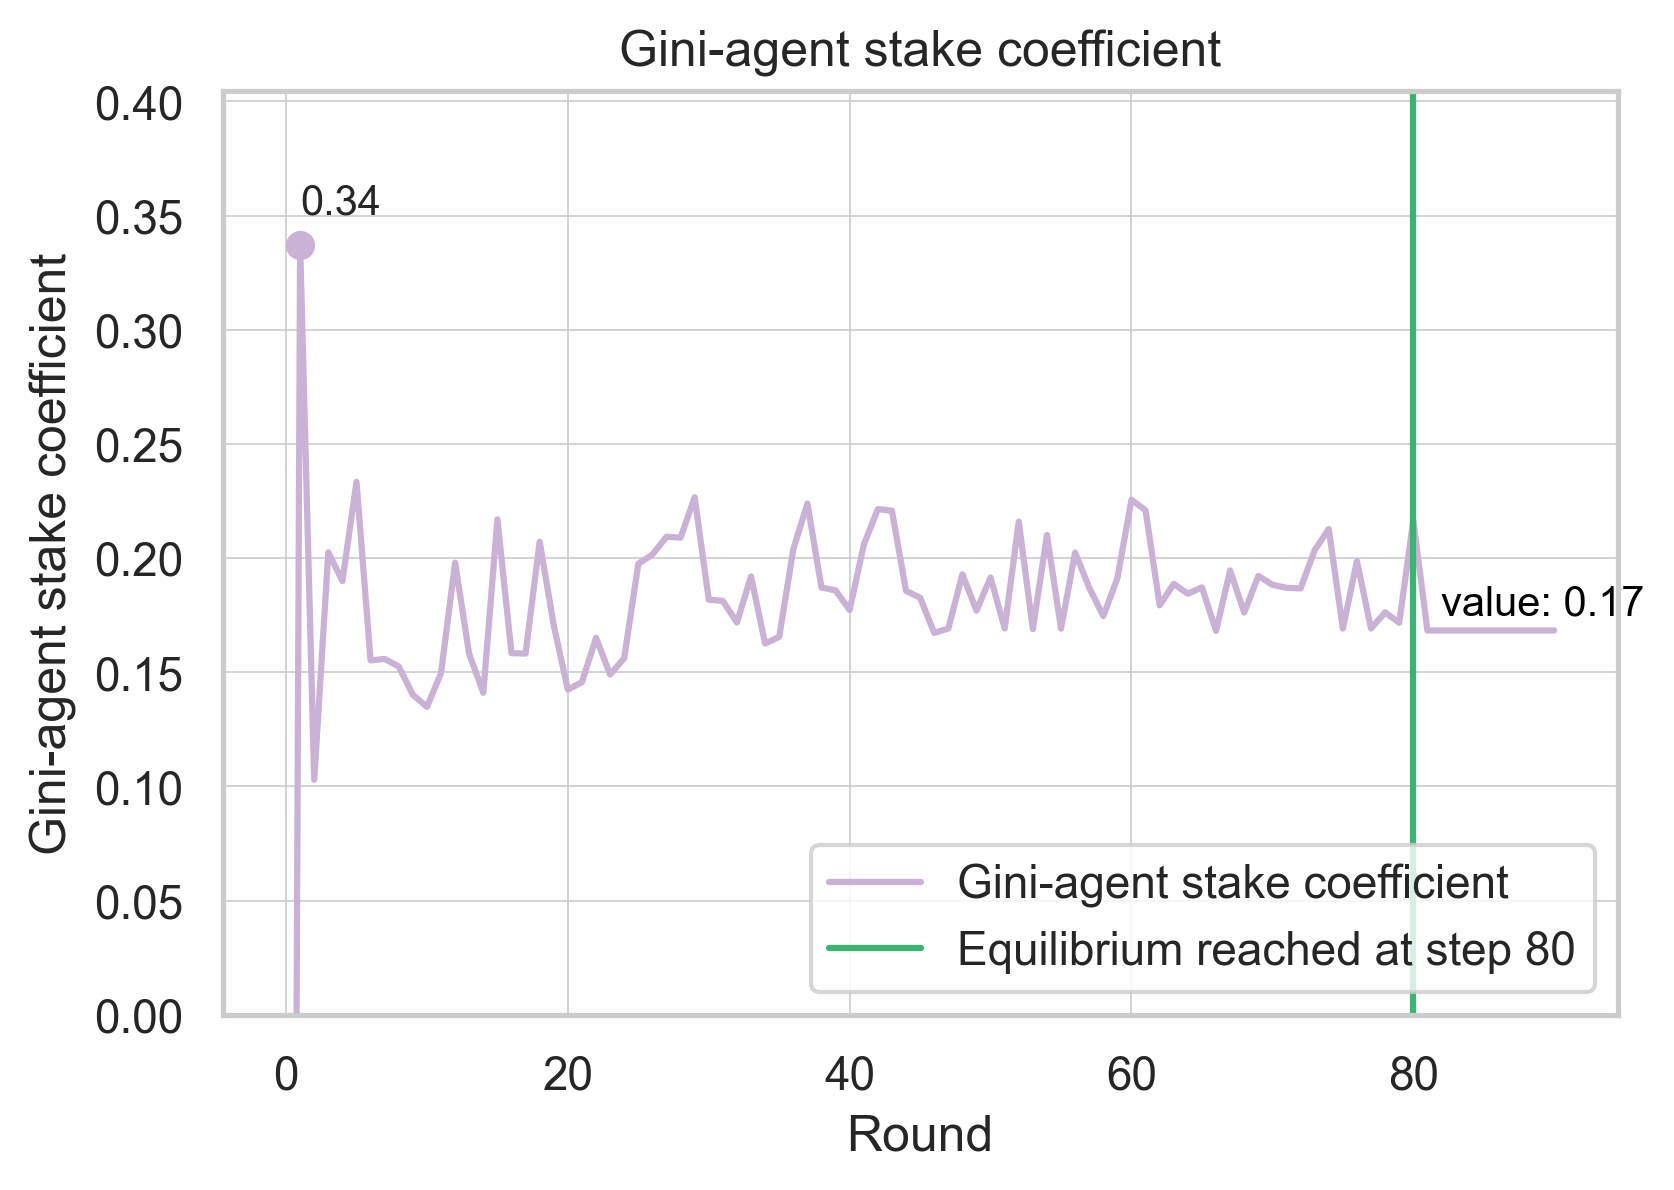 Gini-agent stake coefficient
Gini-agent stake coefficient
0.40
0.35
0.30
0.25
0.20
0.15
0.10
0.05
0.00
0.34
value: 0.17
Gini-agent stake coefficient
Equilibrium reached at step 80
0
20
40
60
80
Round